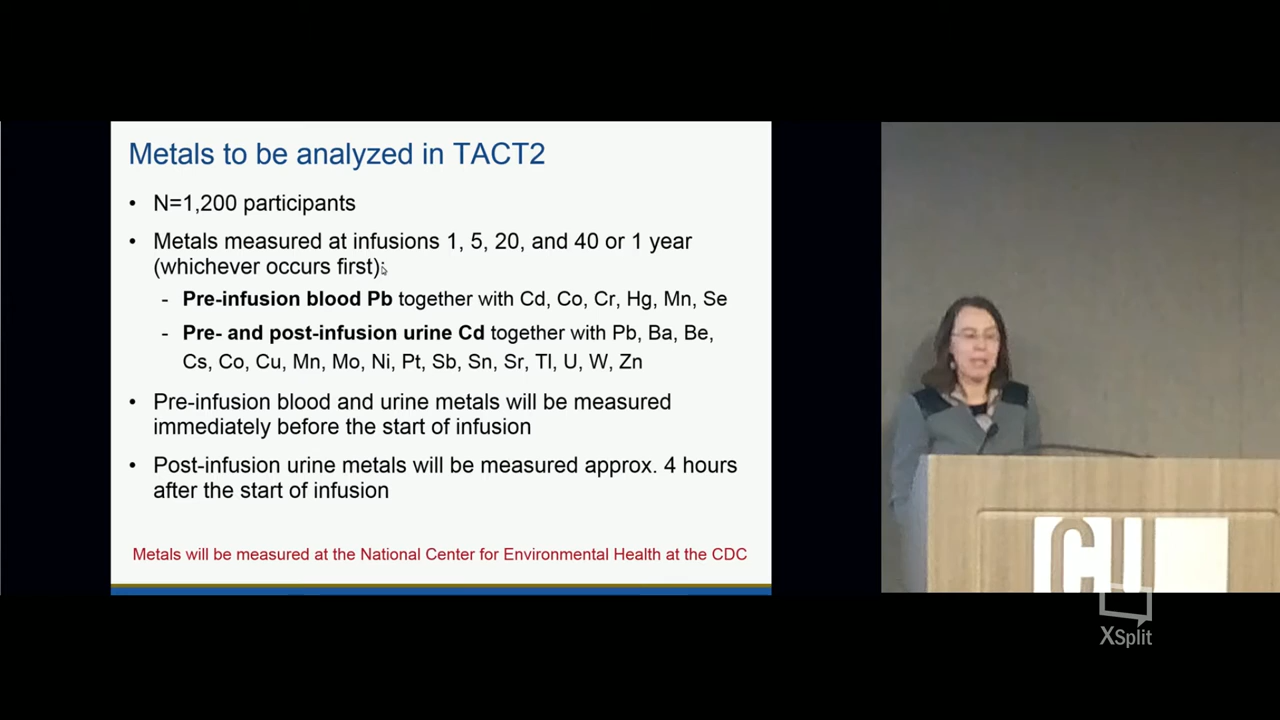 Metals to be analyzed in TACT2
• N=1,200 participants
• Metals measured at infusions 1, 5, 20, and 40 or 1 year
(whichever occurs first):
- Pre-infusion blood Pb together with Cd, Co, Cr, Hg, Mn, Se
- Pre- and post-infusion urine Cd together with Pb, Ba, Be,
Cs, Co, Cu, Mn, Mo, Ni, Pt, Sb, Sn, Sr, Tl, U, W, Zn
• Pre-infusion blood and urine metals will be measured
immediately before the start of infusion
• Post-infusion urine metals will be measured approx. 4 hours
after the start of infusion
Metals will be measured at the National Center for Environmental Health at the CDC
CU
XSplit